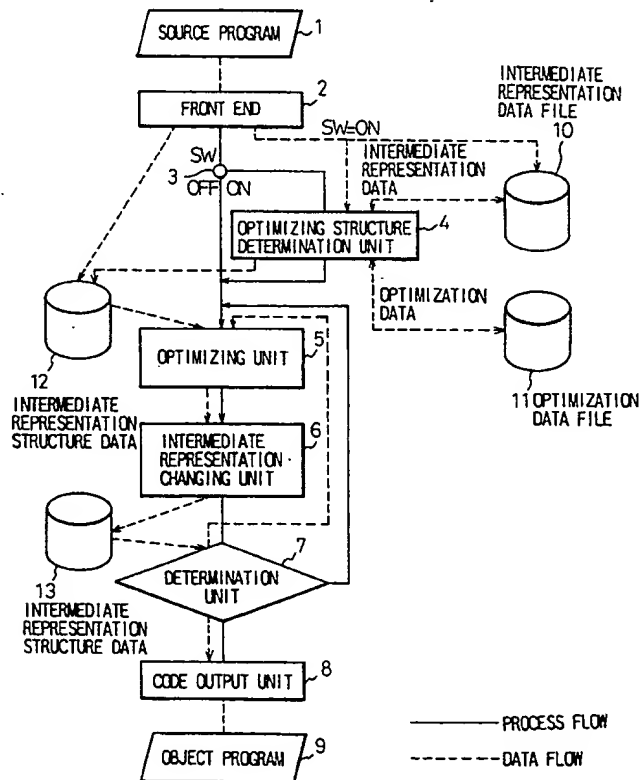 SOURCE PROGRAM
1
FRONT END
2
INTERMEDIATE
REPRESENTATION
DATA FILE
10
SW=ON
SW
3
OFF ON
INTERMEDIATE
REPRESENTATION
DATA
OPTIMIZING STRUCTURE
DETERMINATION UNIT
4
OPTIMIZATION
DATA
12
INTERMEDIATE
REPRESENTATION
STRUCTURE DATA
OPTIMIZING UNIT
5
11 OPTIMIZATION
DATA FILE
INTERMEDIATE
REPRESENTATION
CHANGING UNIT
6
13
INTERMEDIATE
REPRESENTATION
STRUCTURE DATA
DETERMINATION
UNIT
7
CODE OUTPUT UNIT
8
OBJECT PROGRAM
9
PROCESS FLOW
DATA FLOW